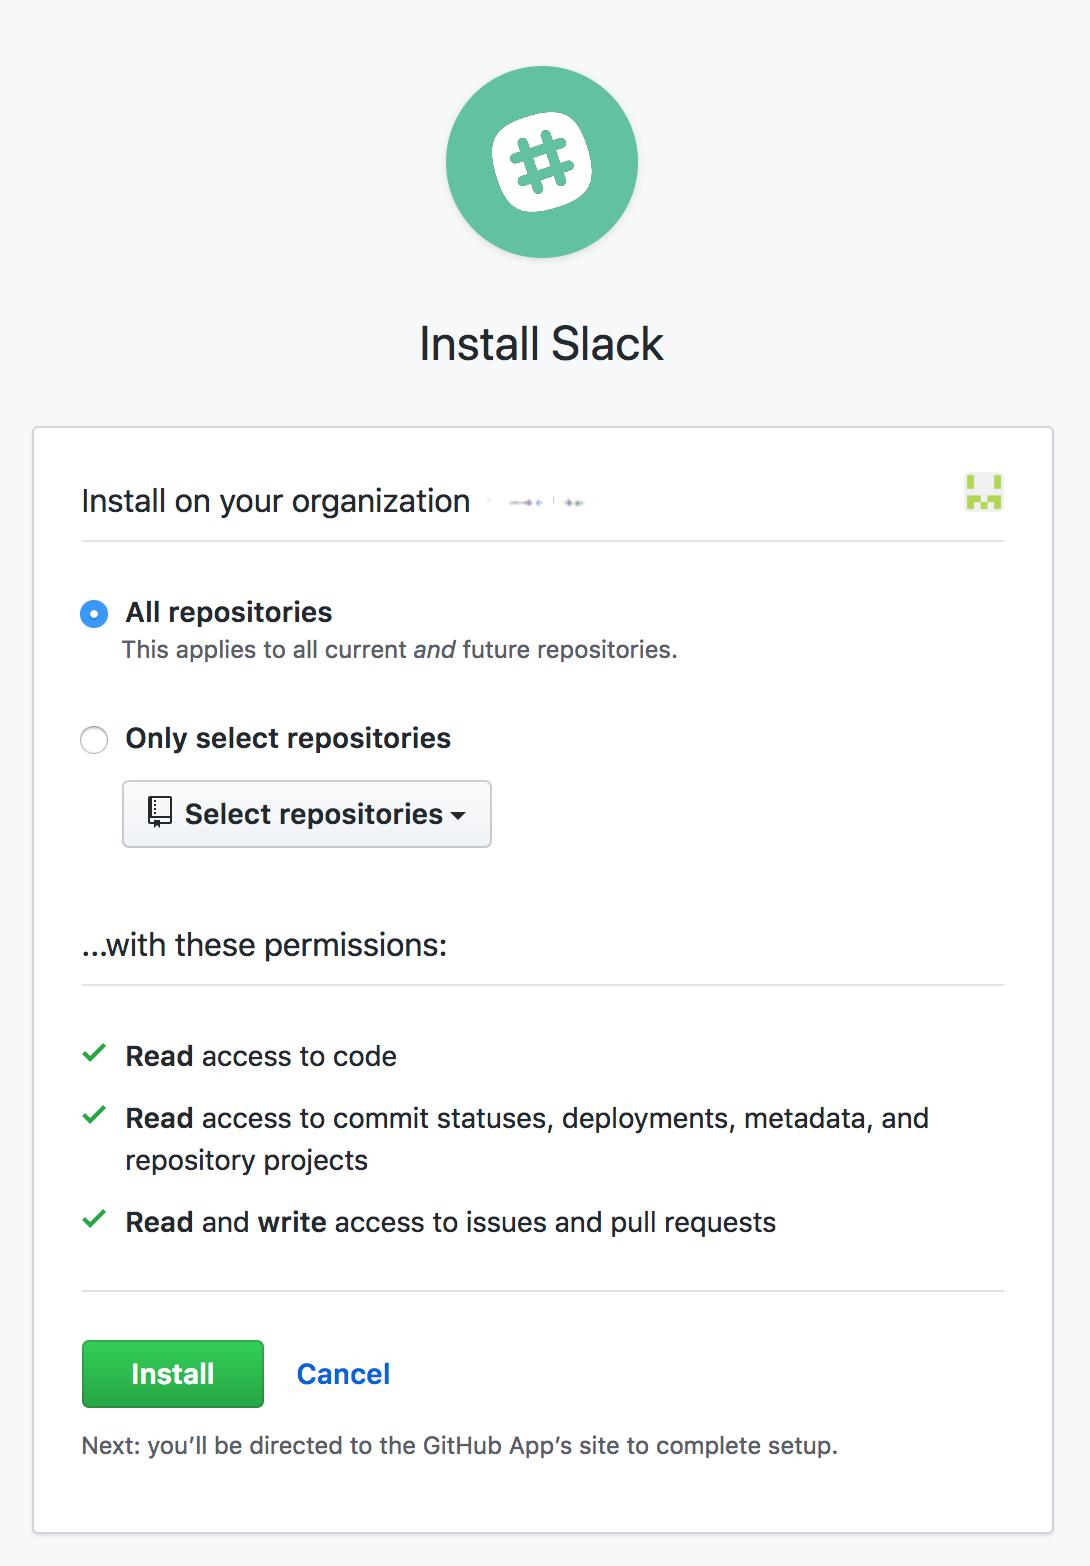 Install Slack
Install on your organization
All repositories
This applies to all current and future repositories.
Only select repositories
Select repositories
...with these permissions:
Read access to code
Read access to commit statuses, deployments, metadata, and
repository projects
Read and write access to issues and pull requests
Install Cancel
Next: you’ll be directed to the GitHub App’s site to complete setup.